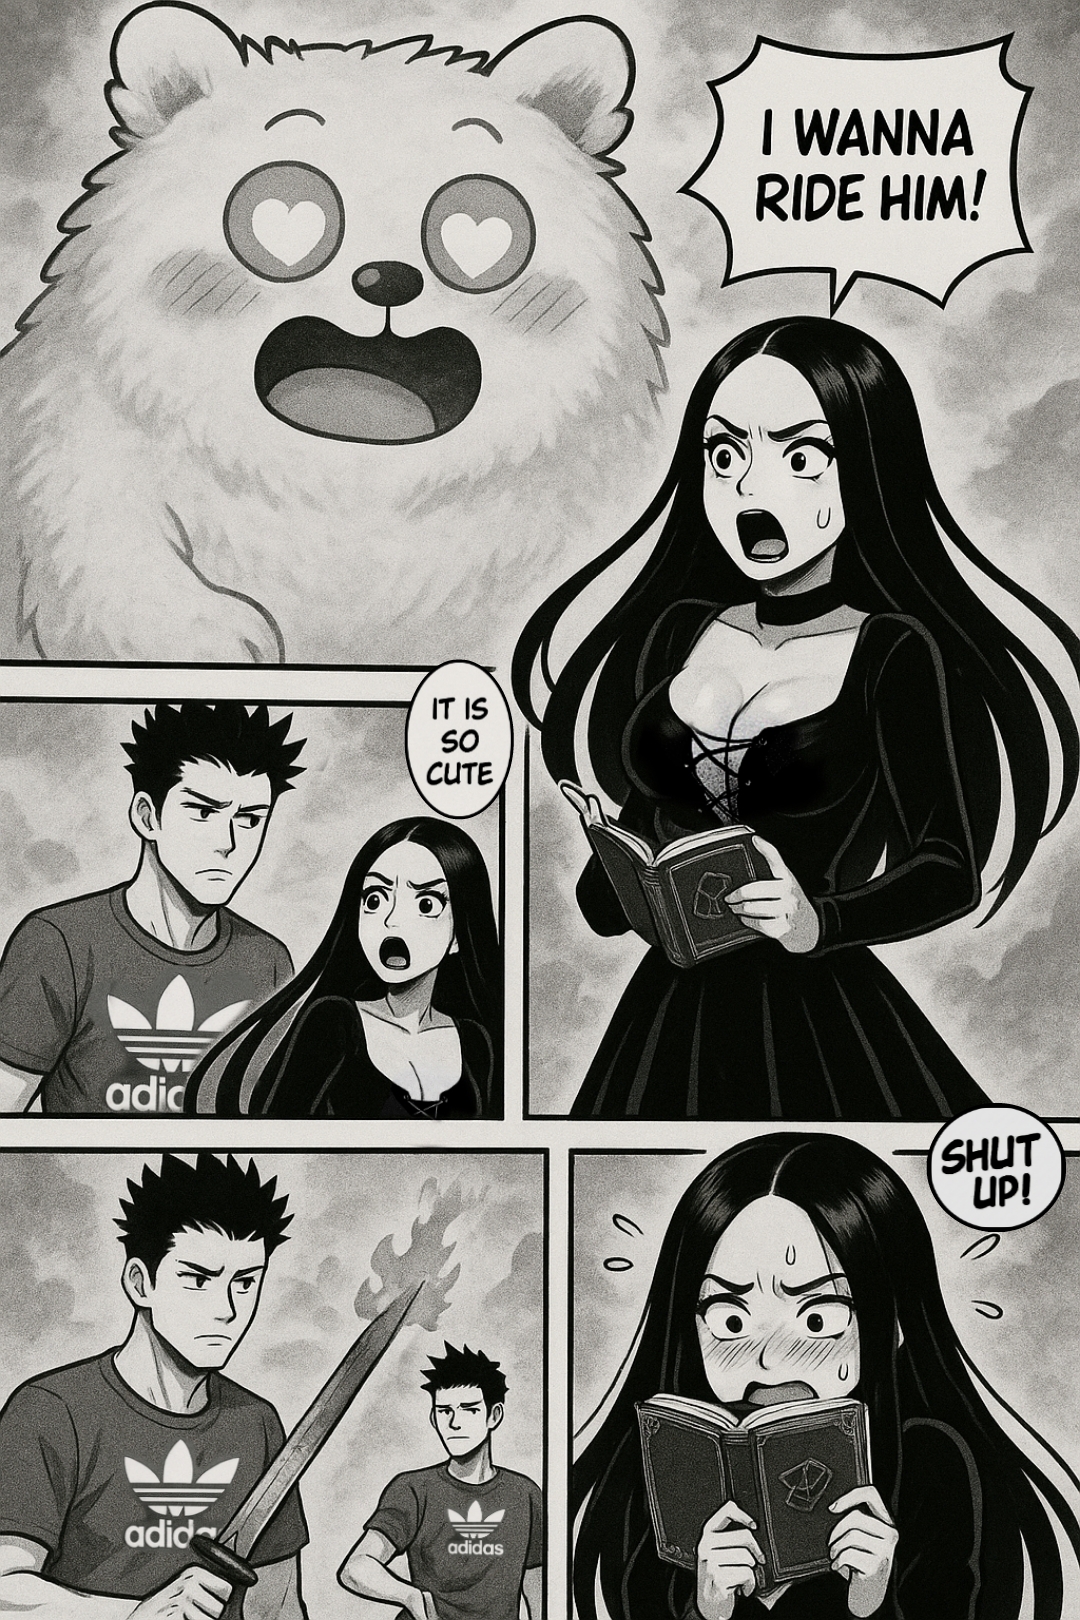 I WANNA
RIDE HIM!
IT IS
SO
CUTE
adid
SHUT
UP!
adidas
adidas